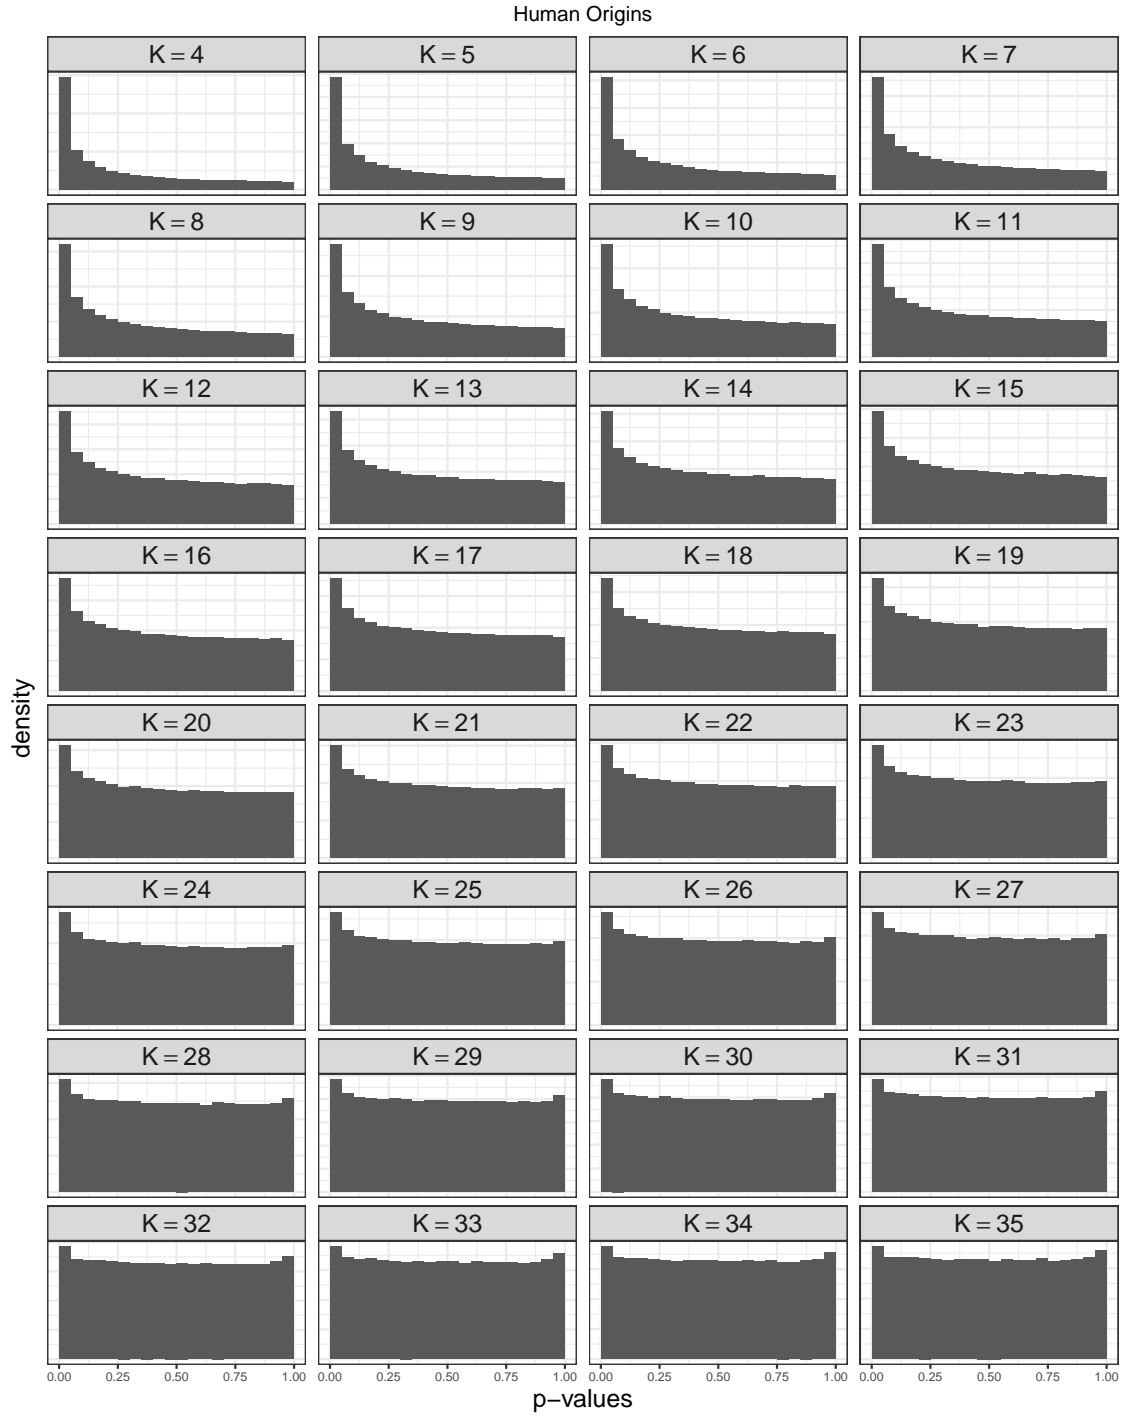 Human Origins
K = 4
K = 5
K = 6
K = 7
K = 8
K = 9
K = 10
K = 11
K = 12
K = 13
K = 14
K = 15
K = 16
K = 17
K = 18
K = 19
density
K = 20
K = 21
K = 22
K = 23
K = 24
K = 25
K = 26
K = 27
K = 28
K = 29
K = 30
K = 31
K = 32
K = 33
K = 34
K = 35
0.00 0.25 0.50 0.75 1.00 0.00 0.25 0.50 0.75 1.00 0.00 0.25 0.50 0.75 1.00 0.00 0.25 0.50 0.75 1.00
p−values